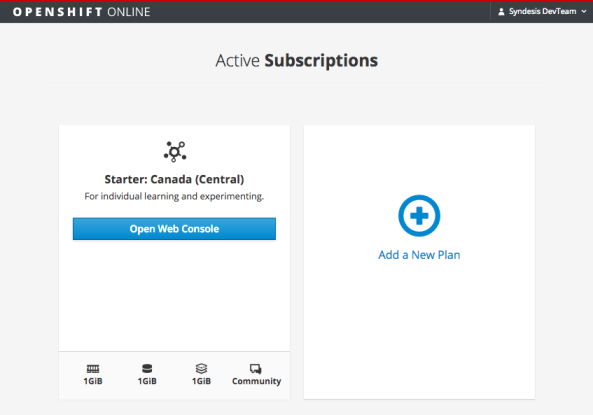 OPENSHIFT ONLINE
Syndesis DevTeam
Active Subscriptions
Starter: Canada (Central)
For individual learning and experimenting.
Open Web Console
Add a New Plan
1GiB 1GiB 1GiB Community